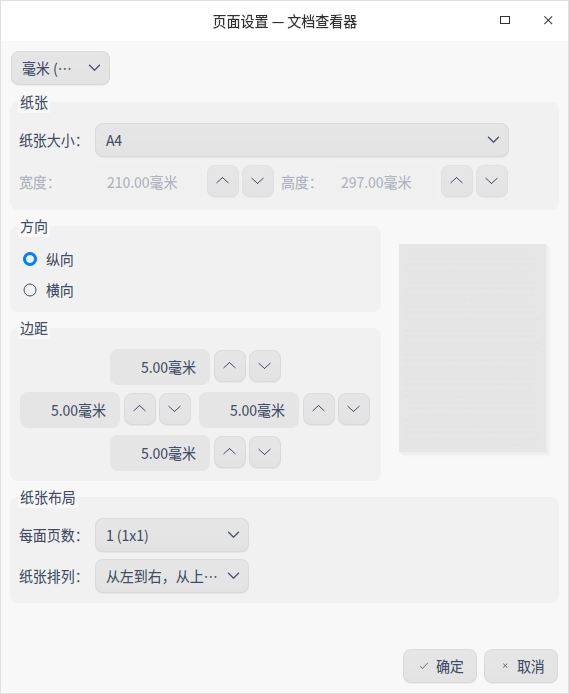 页面设置 — 文档查看器
毫米 (…
纸张
纸张大小： A4
宽度： 210.00毫米 高度： 297.00毫米
方向
纵向
横向
边距
5.00毫米
5.00毫米 5.00毫米
5.00毫米
纸张布局
每面页数： 1 (1x1)
纸张排列： 从左到右，从上…
确定 取消